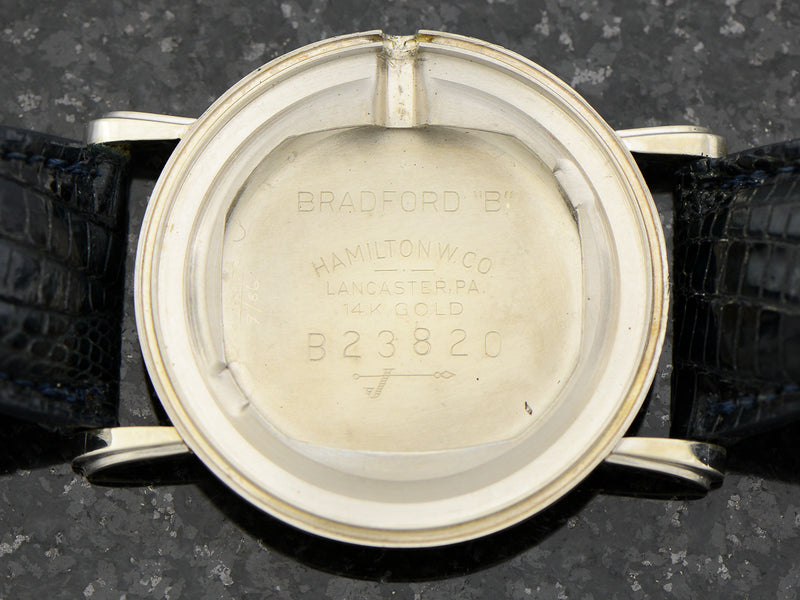 BRADFORD "B"
HAMILTON W. CO.
LANCASTER, PA.
14K GOLD
B23820
J